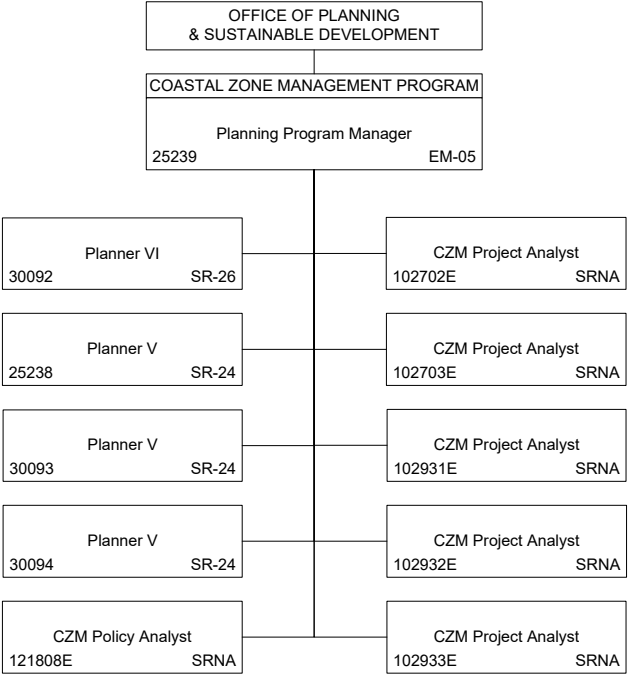 OFFICE OF PLANNING
& SUSTAINABLE DEVELOPMENT
COASTAL ZONE MANAGEMENT PROGRAM
Planning Program Manager
25239 EM-05
Planner VI
30092 SR-26
CZM Project Analyst
102702E SRNA
Planner V
25238 SR-24
CZM Project Analyst
102703E SRNA
Planner V
30093 SR-24
CZM Project Analyst
102931E SRNA
Planner V
30094 SR-24
CZM Project Analyst
102932E SRNA
CZM Policy Analyst
121808E SRNA
CZM Project Analyst
102933E SRNA